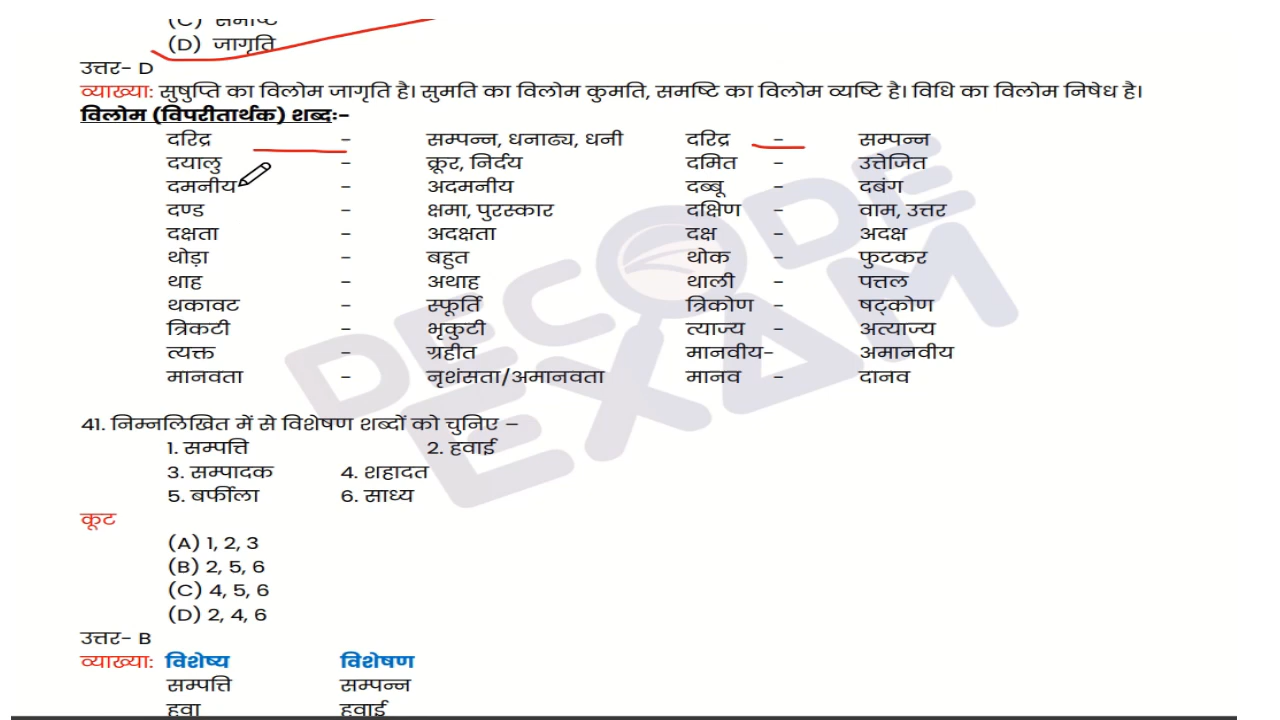 (C) समष्टि
(D) जागृति
उत्तर- D
व्याख्या: सुषुप्ति का विलोम जागृति है। सुमति का विलोम कुमति, समष्टि का विलोम व्यष्टि है। विधि का विलोम निषेध है।
विलोम (विपरीतार्थक) शब्दः-
दरिद्र - सम्पन्न, धनाढ्य, धनी दरिद्र - सम्पन्न
दयालु - क्रूर, निर्दय दमित - उत्तेजित
दमनीय - अदमनीय दब्बू - दबंग
दण्ड - क्षमा, पुरस्कार दक्षिण - वाम, उत्तर
दक्षता - अदक्षता दक्ष - अदक्ष
थोड़ा - बहुत थोक - फुटकर
थाह - अथाह थाली - पत्तल
थकावट - स्फूर्ति त्रिकोण - षट्कोण
त्रिकटी - भृकुटी त्याज्य - अत्याज्य
त्यक्त - ग्रहीत मानवीय- अमानवीय
मानवता - नृशंसता/अमानवता मानव - दानव
41. निम्नलिखित में से विशेषण शब्दों को चुनिए –
1. सम्पत्ति 2. हवाई
3. सम्पादक 4. शहादत
5. बर्फीला 6. साध्य
कूट
(A) 1, 2, 3
(B) 2, 5, 6
(C) 4, 5, 6
(D) 2, 4, 6
उत्तर- B
व्याख्या: विशेष्य विशेषण
सम्पत्ति सम्पन्न
हवा हवाई
DECODE
EXAM